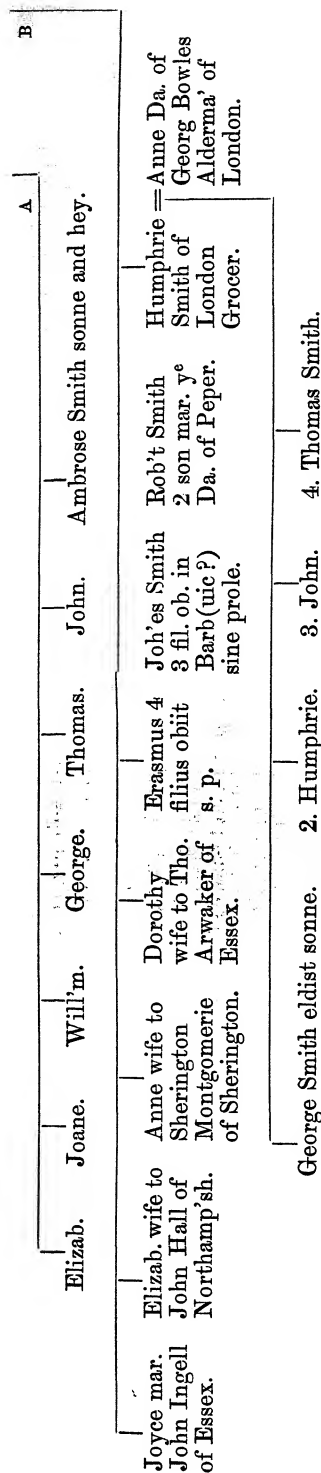 A
B
Elizab.
Joane.
Will'm.
George.
Thomas.
John.
Ambrose Smith sonne and hey.
Joyce mar.
John Ingell
of Essex.
Elizab. wife to
John Hall of
Northamp'sh.
Anne wife to
Sherington
Montgomerie
of Sherington.
Dorothy
wife to Tho.
Arwaker of
Essex.
Erasmus 4
filius obiit
s. p.
Joh'es Smith
3 fil. ob. in
Barb(uic?)
sine prole.
Rob't Smith
2 son mar. yᵉ
Da. of Peper.
Humphrie
Smith of
London
Grocer.
=Anne Da. of
Georg Bowles
Alderma' of
London.
George Smith eldist sonne.
2. Humphrie.
3. John.
4. Thomas Smith.